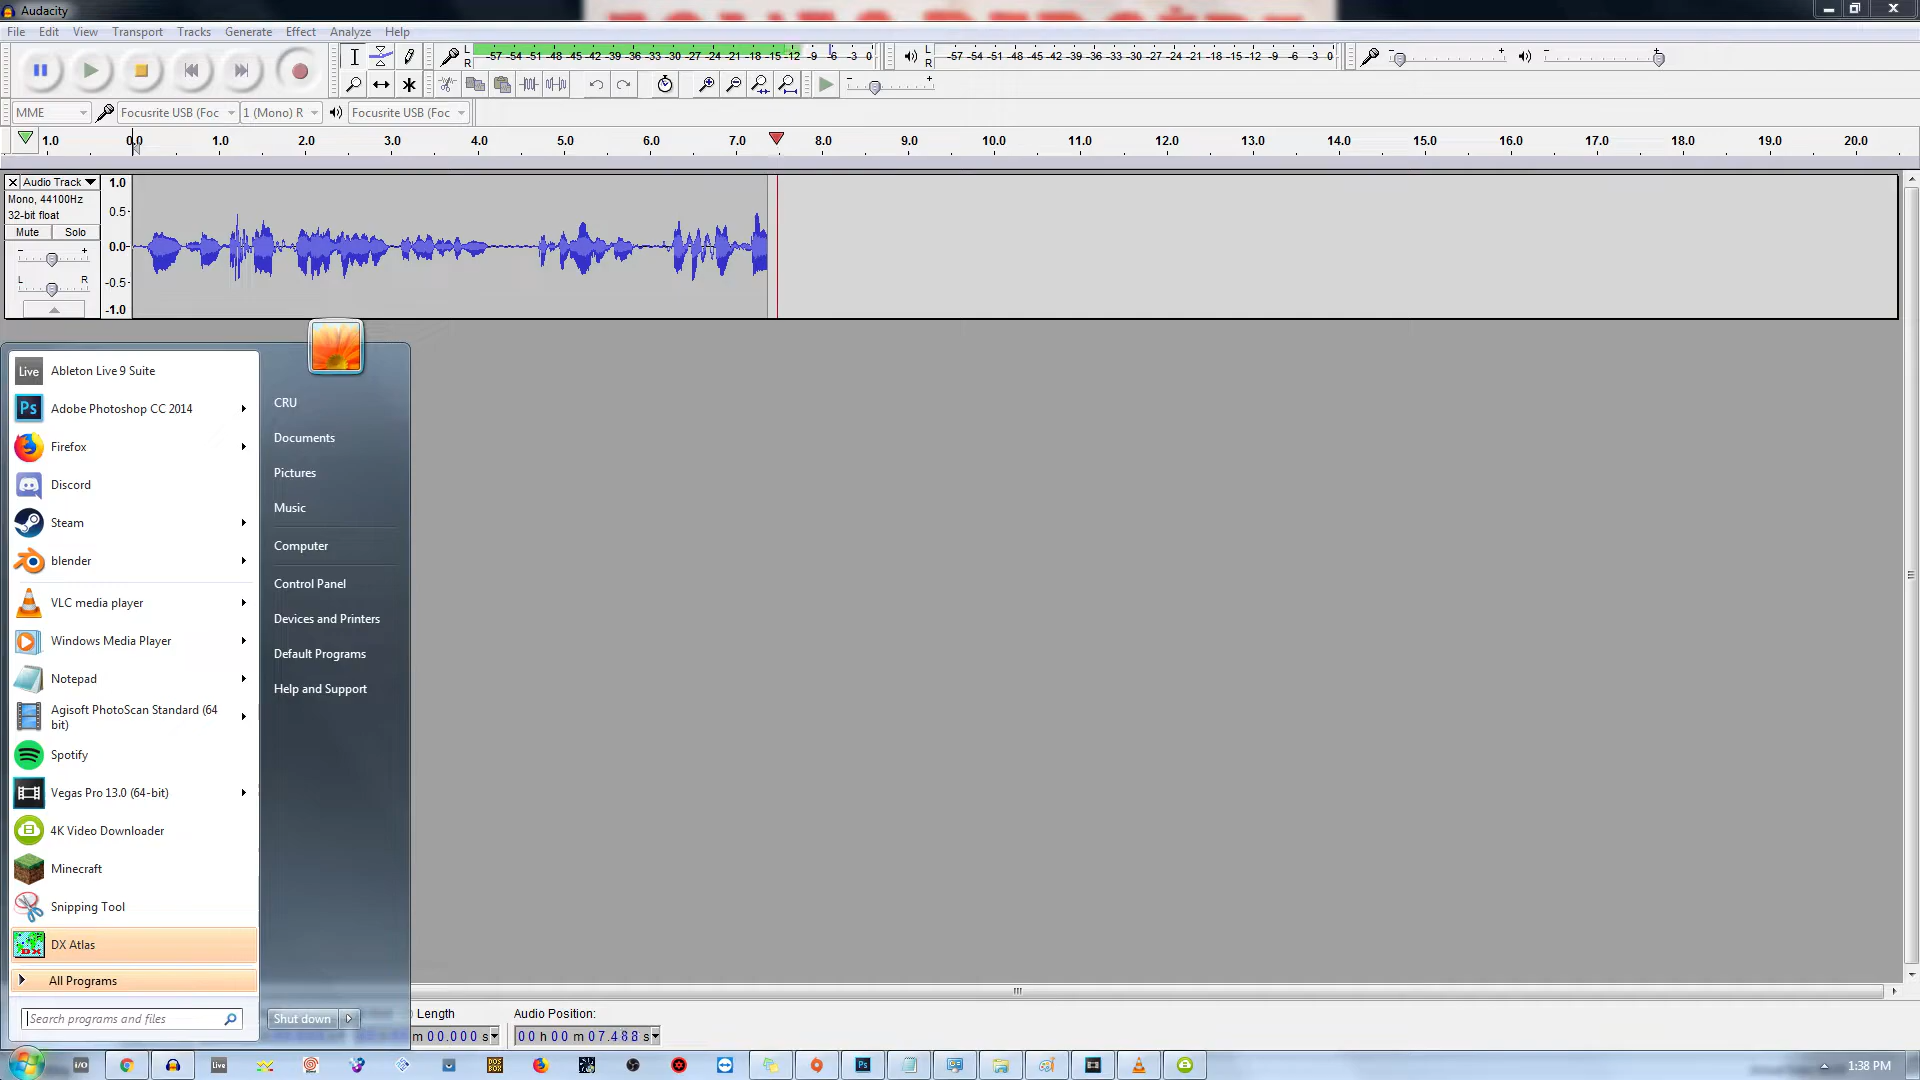 Audacity
File Edit View Transport Tracks Generate Effect Analyze Help
L
R
-57 -54 -51 -48 -45 -42 -39 -36 -33 -30 -27 -24 -21 -18 -15 -12 -9 -6 -3 0
L
R
-57 -54 -51 -48 -45 -42 -39 -36 -33 -30 -27 -24 -21 -18 -15 -12 -9 -6 -3 0
- +
- +
- +
MME Focusrite USB (Foc 1 (Mono) R Focusrite USB (Foc
1.0 0.0 1.0 2.0 3.0 4.0 5.0 6.0 7.0 8.0 9.0 10.0 11.0 12.0 13.0 14.0 15.0 16.0 17.0 18.0 19.0 20.0
Audio Track
Mono, 44100Hz
32-bit float
Mute Solo
- +
L R
1.0
0.5
0.0
-0.5
-1.0
Live Ableton Live 9 Suite
Ps Adobe Photoshop CC 2014
Firefox
Discord
Steam
blender
VLC media player
Windows Media Player
Notepad
Agisoft PhotoScan Standard (64
bit)
Spotify
Vegas Pro 13.0 (64-bit)
4K Video Downloader
Minecraft
Snipping Tool
DX DX Atlas
All Programs
Search programs and files
CRU
Documents
Pictures
Music
Computer
Control Panel
Devices and Printers
Default Programs
Help and Support
Shut down
Length
m 00.000 s
Audio Position:
00 h 00 m 07.488 s
I/O Live DOS BOX Ps
1:38 PM